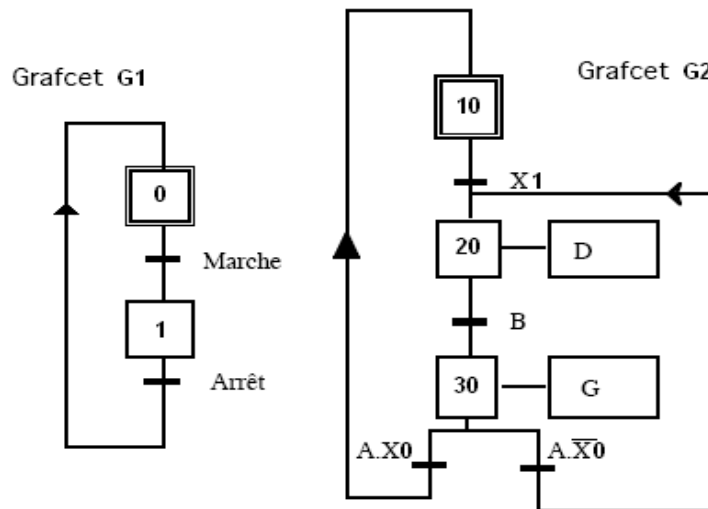 Grafcet G1
0
Marche
1
Arrêt
Grafcet G2
10
X1
20
D
B
30
G
A.X0
A.X̅0